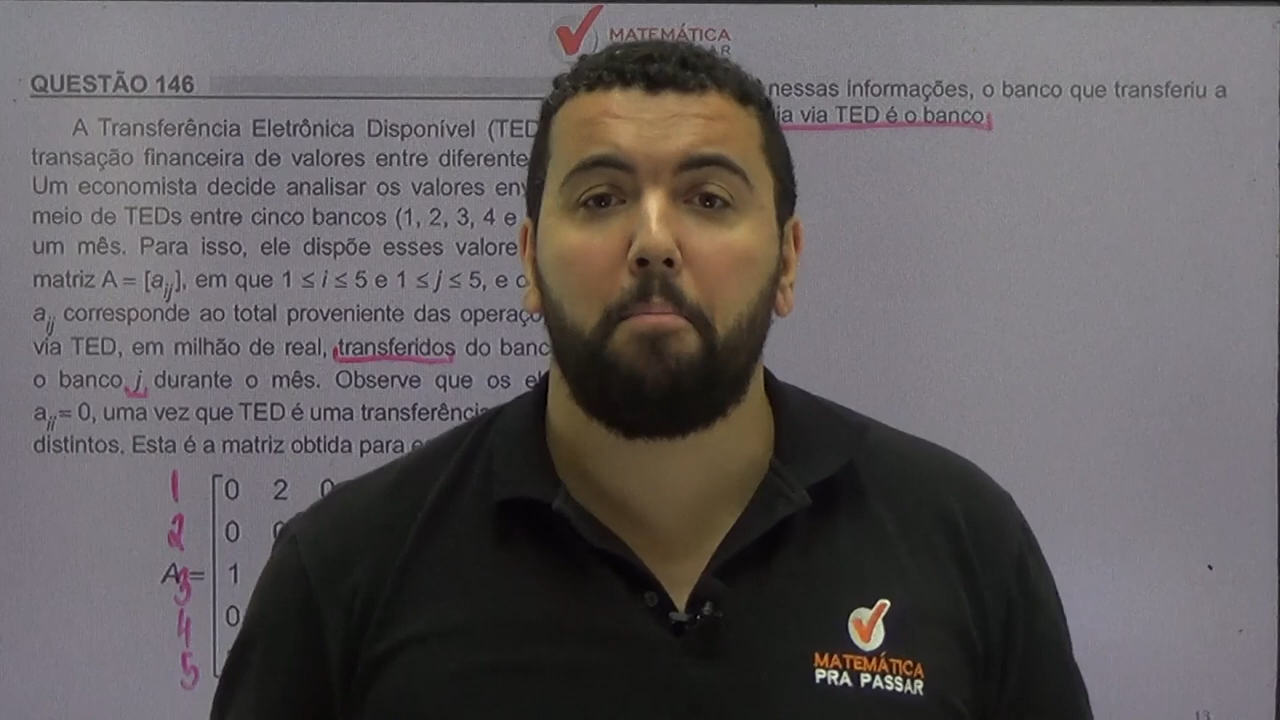 MATEMÁTICA
QUESTÃO 146
A Transferência Eletrônica Disponível (TED
transação financeira de valores entre diferente
Um economista decide analisar os valores env
meio de TEDs entre cinco bancos (1, 2, 3, 4 e
um mês. Para isso, ele dispõe esses valore
matriz A = [aij], em que 1 ≤ i ≤ 5 e 1 ≤ j ≤ 5, e o
aij corresponde ao total proveniente das operaçõ
via TED, em milhão de real, transferidos do banc
o banco j durante o mês. Observe que os el
aii = 0, uma vez que TED é uma transferência
distintos. Esta é a matriz obtida para es
1 0 2 0
2 0 0
A = 3 1
4 0
5
nessas informações, o banco que transferiu a
ia via TED é o banco
MATEMÁTICA
PRA PASSAR
13